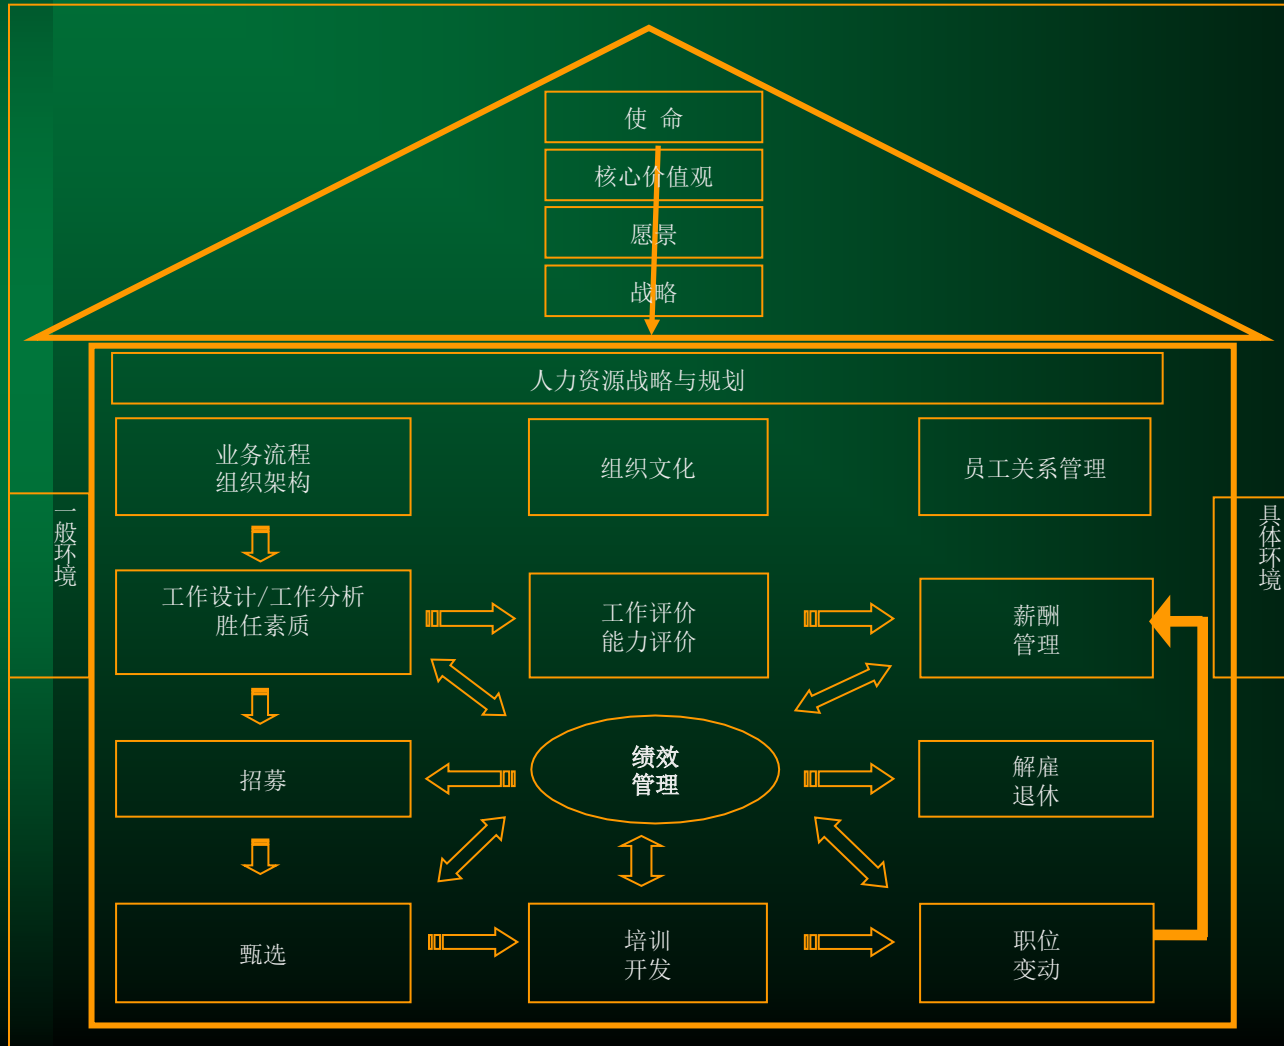 使 命
核心价值观
愿景
战略
人力资源战略与规划
业务流程
组织架构
组织文化
员工关系管理
一般环境
具体环境
工作设计/工作分析
胜任素质
工作评价
能力评价
薪酬
管理
绩效
管理
招募
解雇
退休
甄选
培训
开发
职位
变动